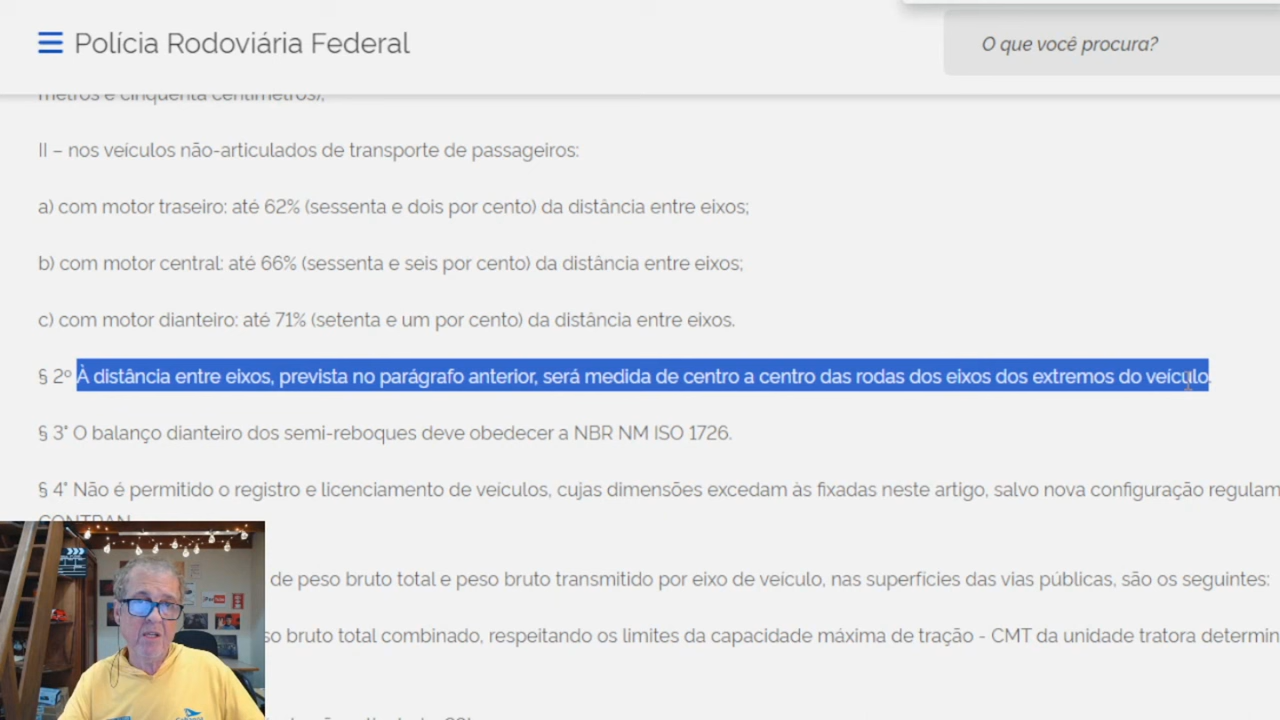 Polícia Rodoviária Federal
O que você procura?
metros e cinquenta centímetros);
II – nos veículos não-articulados de transporte de passageiros:
a) com motor traseiro: até 62% (sessenta e dois por cento) da distância entre eixos;
b) com motor central: até 66% (sessenta e seis por cento) da distância entre eixos;
c) com motor dianteiro: até 71% (setenta e um por cento) da distância entre eixos.
§ 2º À distância entre eixos, prevista no parágrafo anterior, será medida de centro a centro das rodas dos eixos dos extremos do veículo.
§ 3° O balanço dianteiro dos semi-reboques deve obedecer a NBR NM ISO 1726.
§ 4° Não é permitido o registro e licenciamento de veículos, cujas dimensões excedam às fixadas neste artigo, salvo nova configuração regulam
CONTRAN
de peso bruto total e peso bruto transmitido por eixo de veículo, nas superfícies das vias públicas, são os seguintes:
so bruto total combinado, respeitando os limites da capacidade máxima de tração - CMT da unidade tratora determin